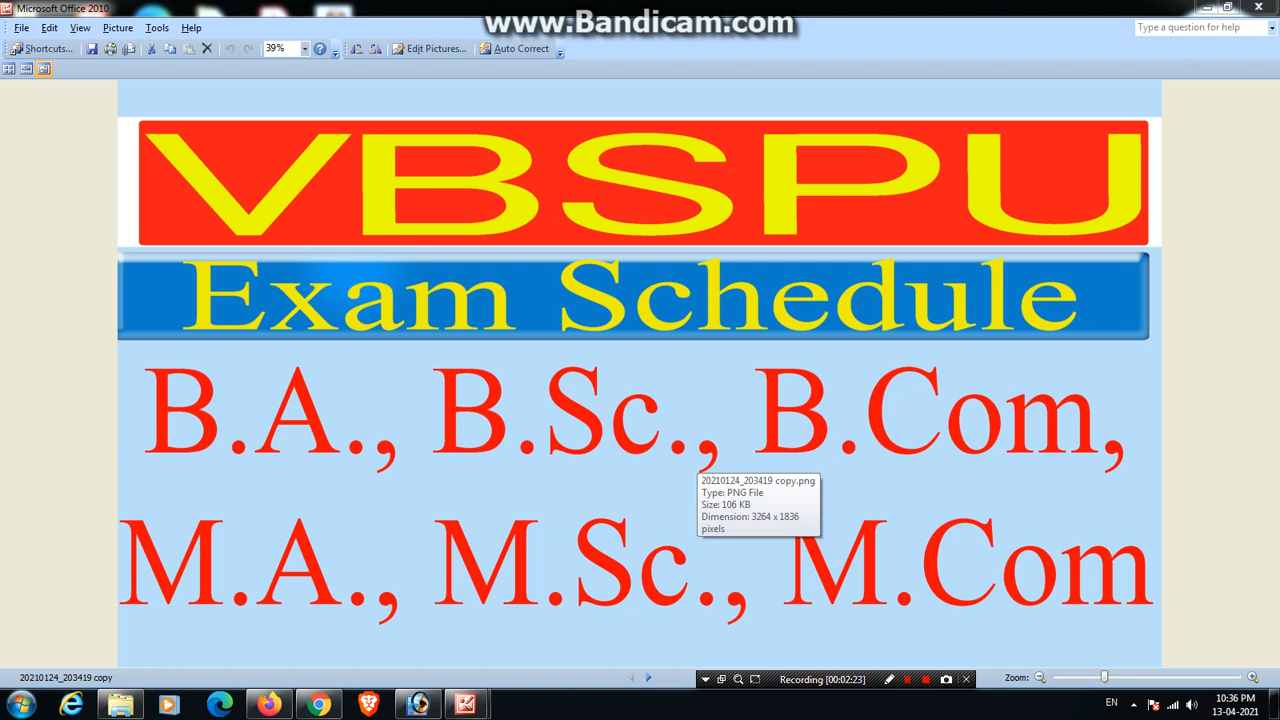 Microsoft Office 2010
www.Bandicam.com
File Edit View Picture Tools Help
Type a question for help
Shortcuts... 39% Edit Pictures... Auto Correct
VBSPU
Exam Schedule
B.A., B.Sc., B.Com,
20210124_203419 copy.png
Type: PNG File
Size: 106 KB
Dimension: 3264 x 1836
pixels
M.A., M.Sc., M.Com
20210124_203419 copy
Recording [00:02:23]
Zoom:
EN
10:36 PM
13-04-2021